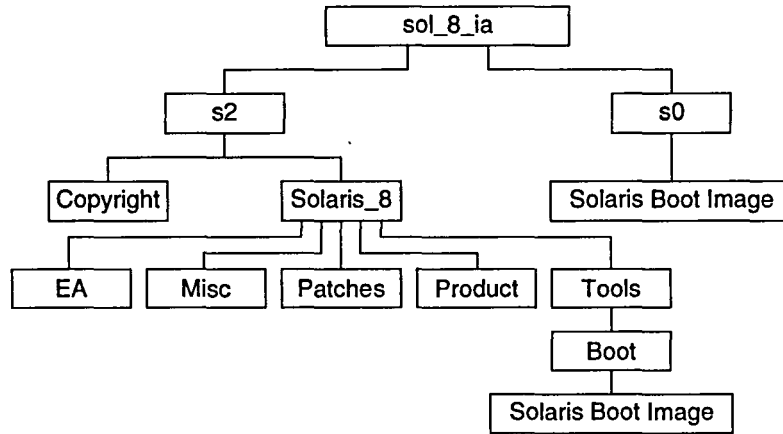 sol_8_ia
s2
s0
Copyright
Solaris_8
Solaris Boot Image
EA
Misc
Patches
Product
Tools
Boot
Solaris Boot Image